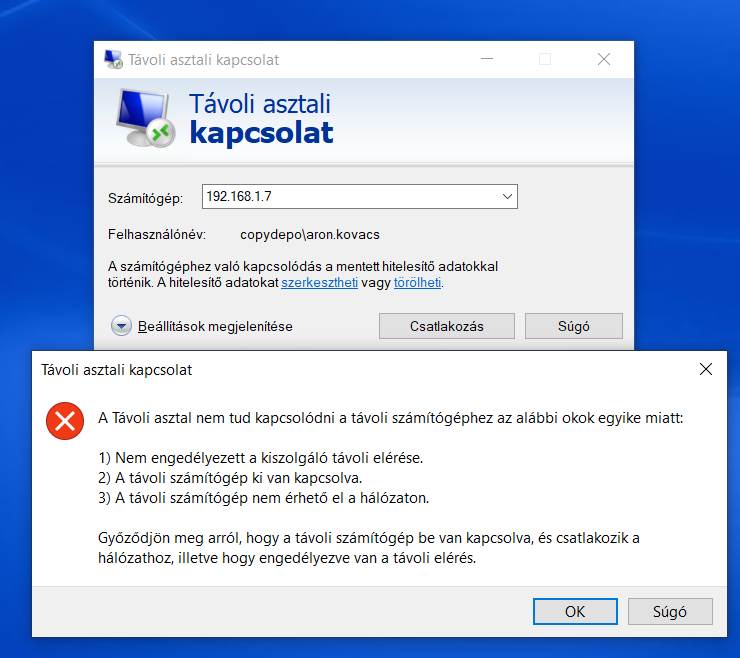 Távoli asztali kapcsolat
Távoli asztali
kapcsolat
Számítógép: 192.168.1.7
Felhasználónév: copydepo\aron.kovacs
A számítógéphez való kapcsolódás a mentett hitelesítő adatokkal
történik. A hitelesítő adatokat szerkesztheti vagy törölheti.
Beállítások megjelenítése Csatlakozás Súgó
Távoli asztali kapcsolat
A Távoli asztal nem tud kapcsolódni a távoli számítógéphez az alábbi okok egyike miatt:
1) Nem engedélyezett a kiszolgáló távoli elérése.
2) A távoli számítógép ki van kapcsolva.
3) A távoli számítógép nem érhető el a hálózaton.
Győződjön meg arról, hogy a távoli számítógép be van kapcsolva, és csatlakozik a
hálózathoz, illetve hogy engedélyezve van a távoli elérés.
OK Súgó